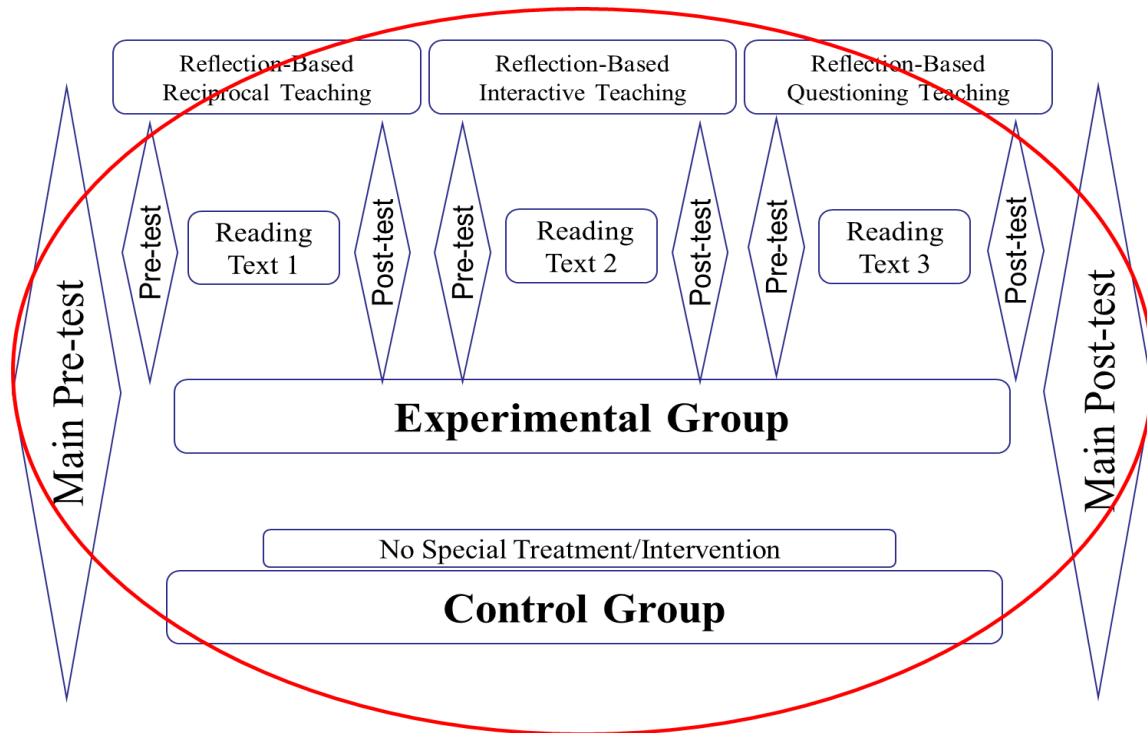 Reflection-Based
Reciprocal Teaching
Reflection-Based
Interactive Teaching
Reflection-Based
Questioning Teaching
Main Pre-test
Pre-test
Reading
Text 1
Post-test
Pre-test
Reading
Text 2
Post-test
Pre-test
Reading
Text 3
Post-test
Main Post-test
Experimental Group
No Special Treatment/Intervention
Control Group